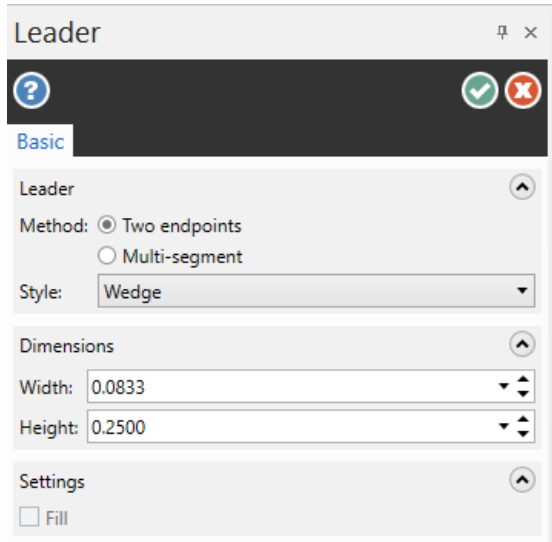 Leader
Basic
Leader
Method: Two endpoints
Multi-segment
Style: Wedge
Dimensions
Width: 0.0833
Height: 0.2500
Settings
Fill